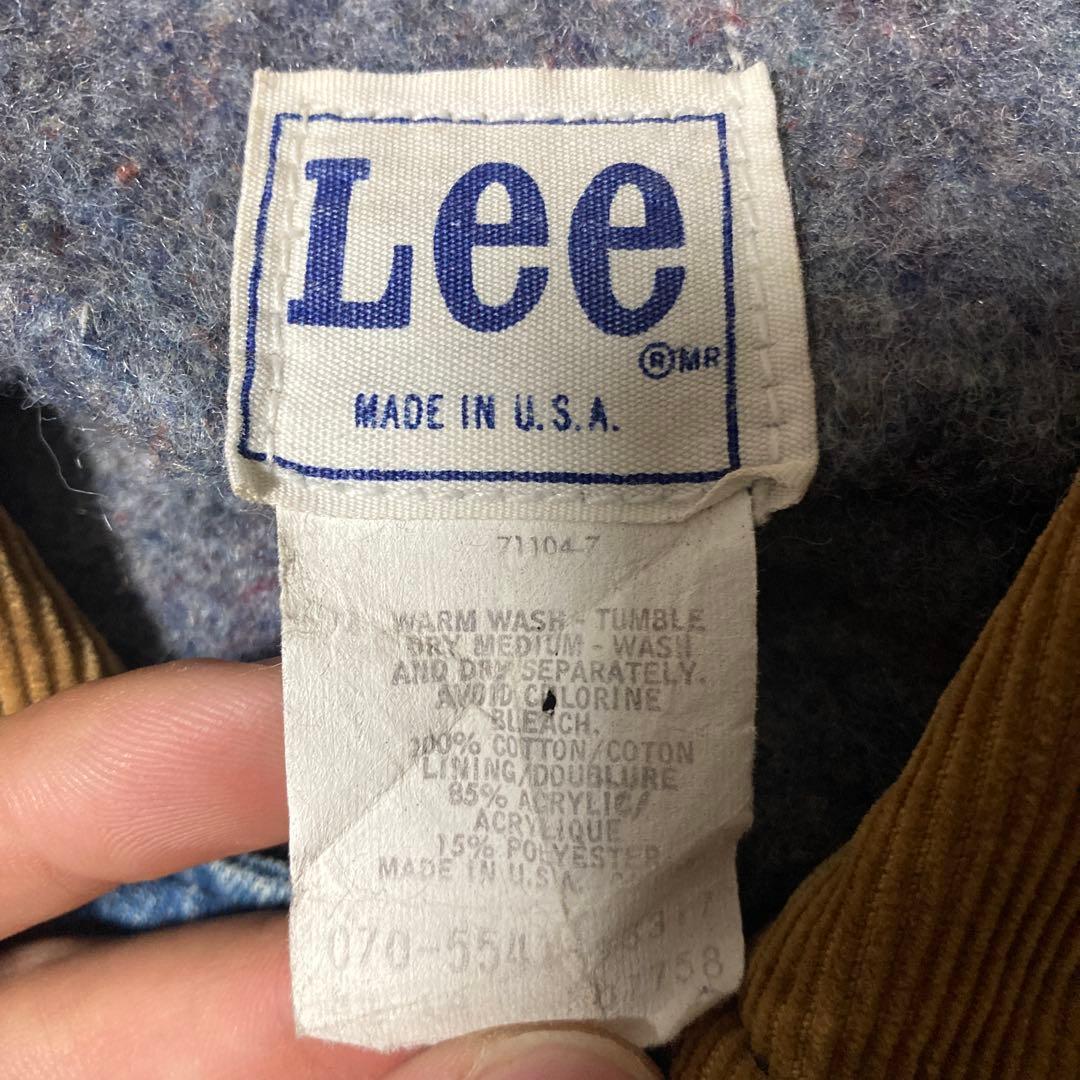 Lee
®MR
MADE IN U.S.A.
71104-7
WARM WASH - TUMBLE
DRY MEDIUM - WASH
AND DRY SEPARATELY.
AVOID CHLORINE
BLEACH.
100% COTTON/COTON
LINING/DOUBLURE
85% ACRYLIC/
ACRYLIQUE
15% POLYESTER
MADE IN U.S.A.